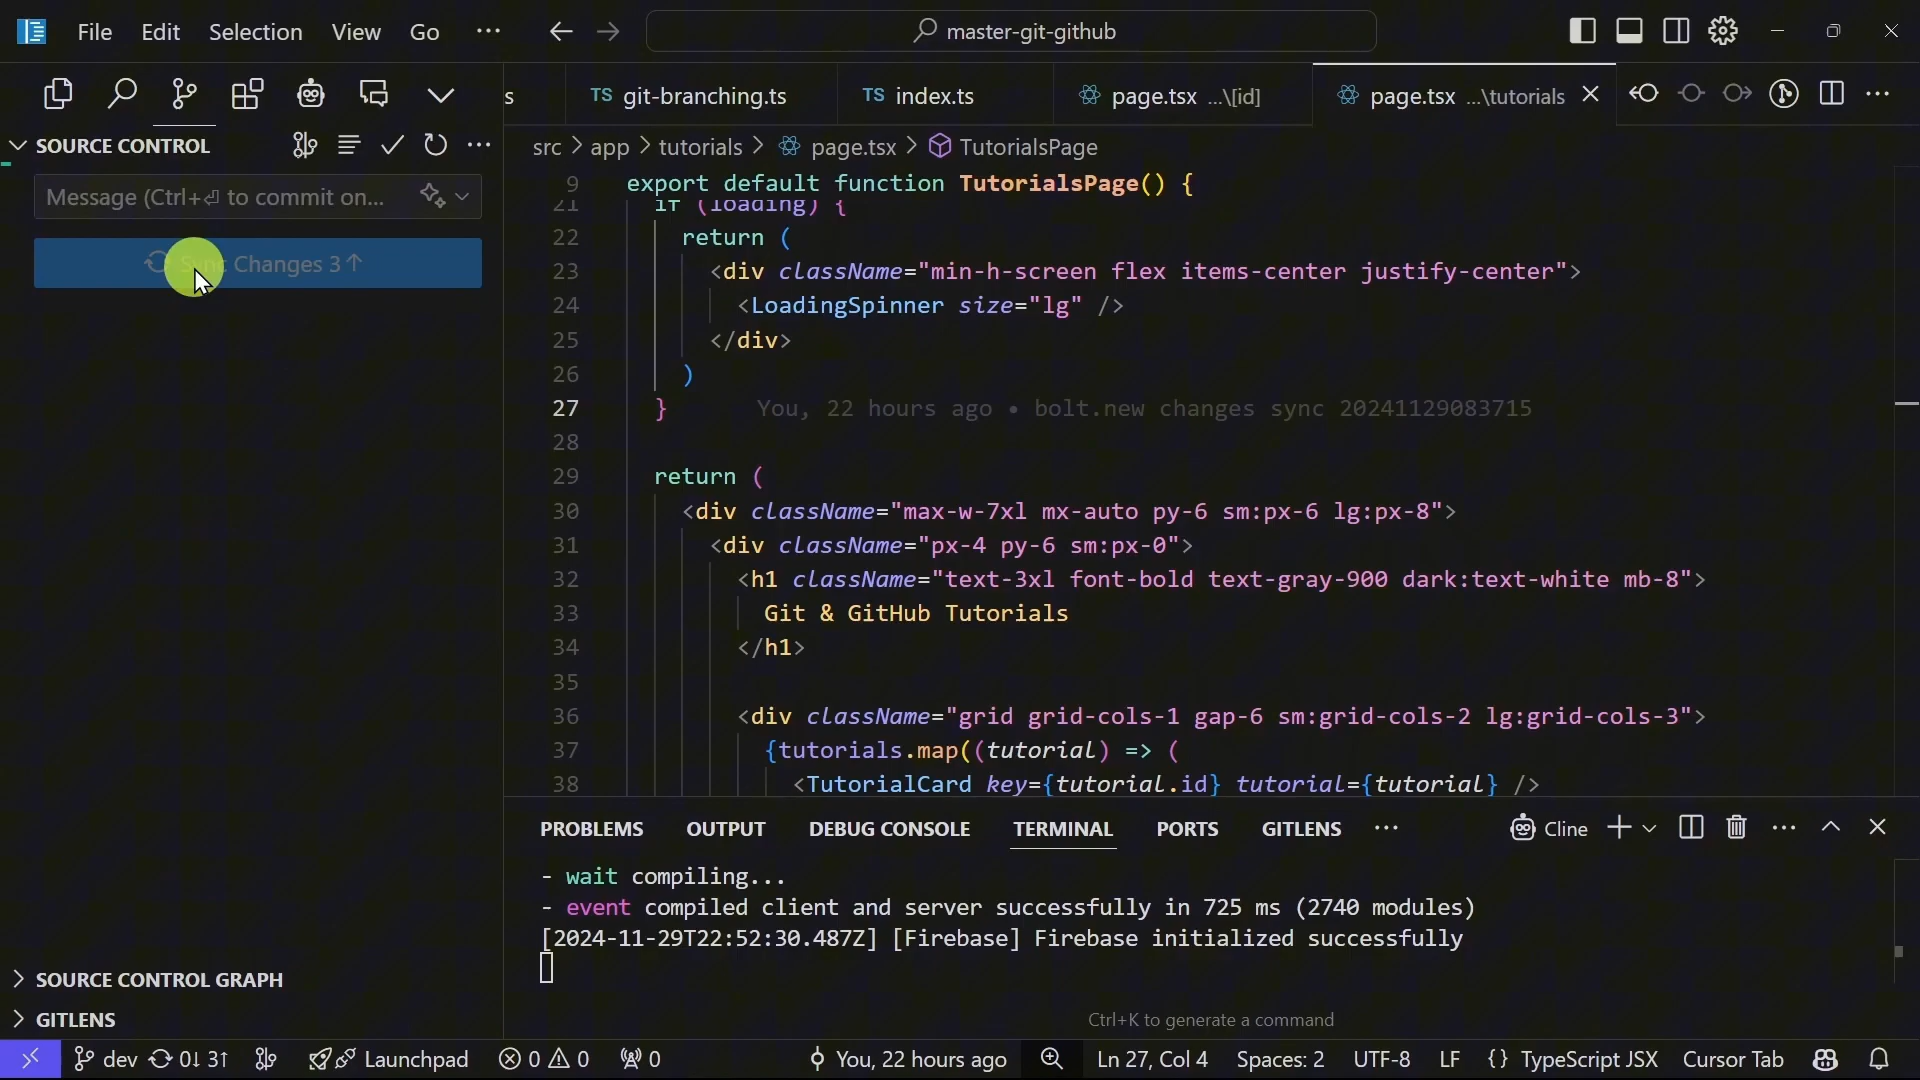 File Edit Selection View Go ...
master-git-github
s
TS git-branching.ts
TS index.ts
page.tsx ...\[id]
page.tsx ...\tutorials
SOURCE CONTROL
src > app > tutorials > page.tsx > TutorialsPage
Message (Ctrl+⏎ to commit on...
Sync Changes 3↑
9 export default function TutorialsPage() {
21 if (loading) {
22 return (
23 <div className="min-h-screen flex items-center justify-center">
24 <LoadingSpinner size="lg" />
25 </div>
26 )
27 } You, 22 hours ago • bolt.new changes sync 20241129083715
28
29 return (
30 <div className="max-w-7xl mx-auto py-6 sm:px-6 lg:px-8">
31 <div className="px-4 py-6 sm:px-0">
32 <h1 className="text-3xl font-bold text-gray-900 dark:text-white mb-8">
33 Git & GitHub Tutorials
34 </h1>
35
36 <div className="grid grid-cols-1 gap-6 sm:grid-cols-2 lg:grid-cols-3">
37 {tutorials.map((tutorial) => (
38 <TutorialCard key={tutorial.id} tutorial={tutorial} />
PROBLEMS OUTPUT DEBUG CONSOLE TERMINAL PORTS GITLENS ...
Cline
- wait compiling...
- event compiled client and server successfully in 725 ms (2740 modules)
[2024-11-29T22:52:30.487Z] [Firebase] Firebase initialized successfully
Ctrl+K to generate a command
SOURCE CONTROL GRAPH
GITLENS
dev 0↓ 3↑ Launchpad 0 0 0 You, 22 hours ago Ln 27, Col 4 Spaces: 2 UTF-8 LF {} TypeScript JSX Cursor Tab